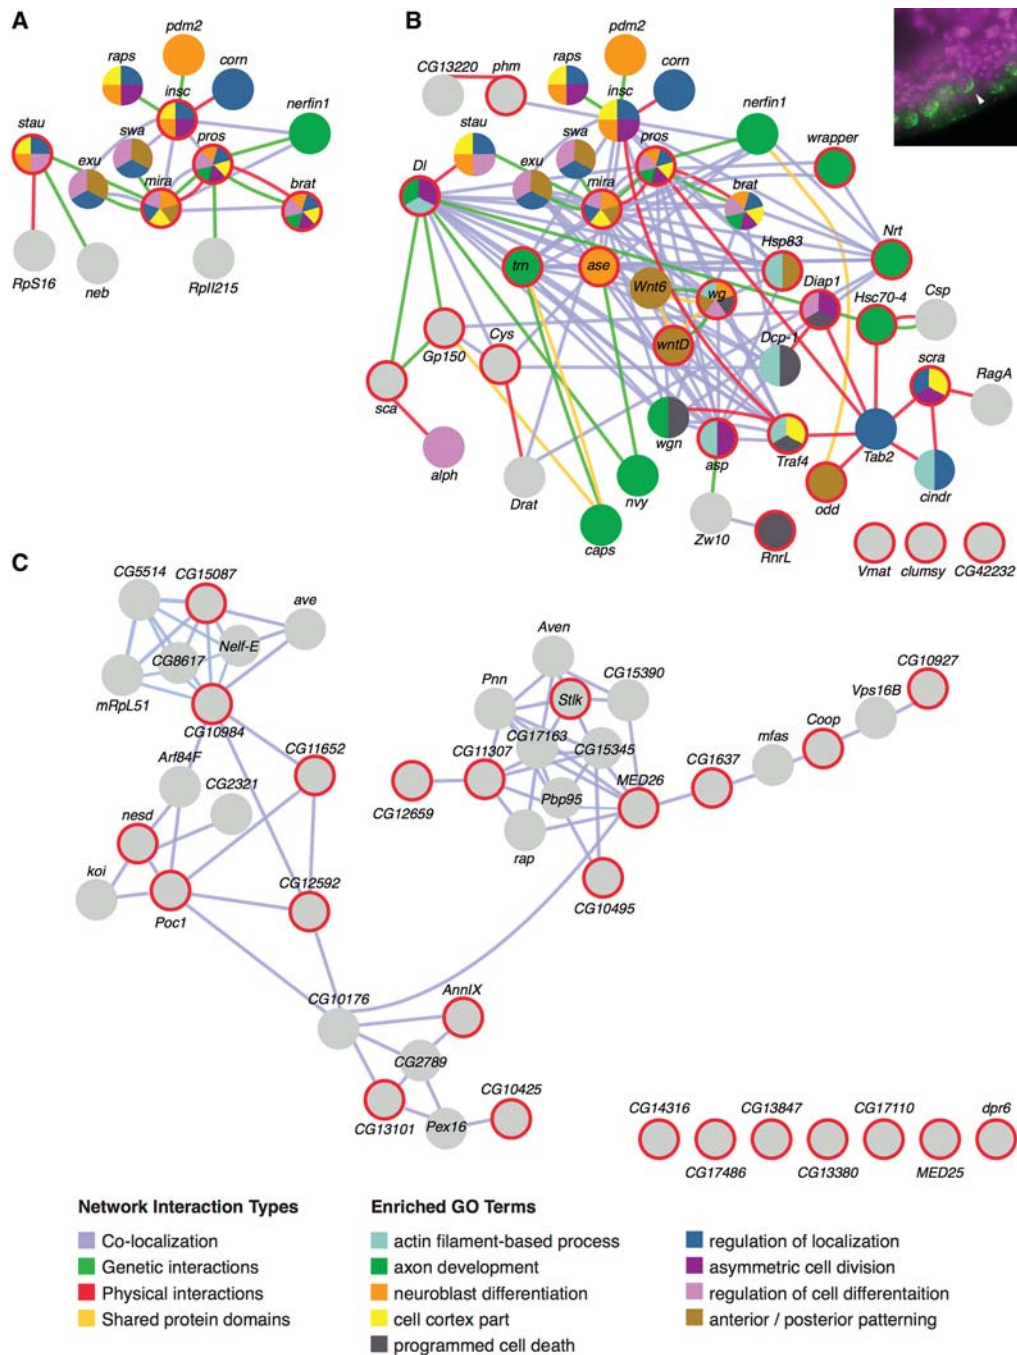 A
pdm2
raps
corn
insc
nerfin1
stau
swa
pros
exu
mira
brat
RpS16
neb
RpII215
B
pdm2
CG13220
phm
raps
corn
insc
nerfin1
stau
swa
pros
wrapper
Dl
exu
mira
brat
Nrt
trn
ase
Hsp83
Wnt6
wg
Diap1
Hsc70-4
Csp
Gp150
Cys
wntD
Dcp-1
scra
RagA
sca
wgn
asp
Traf4
Tab2
alph
Drat
nvy
odd
cindr
caps
Zw10
RnrL
Vmat
clumsy
CG42232
C
CG5514
CG15087
ave
Nelf-E
CG8617
mRpL51
CG10984
Arf84F
CG11652
CG2321
nesd
koi
Poc1
CG12592
Aven
Pnn
Stlk
CG15390
CG17163
CG15345
CG11307
MED26
CG12659
Pbp95
rap
CG10495
CG1637
mfas
Coop
Vps16B
CG10927
CG10176
AnnIX
CG2789
CG13101
Pex16
CG10425
CG14316
CG13847
CG17110
dpr6
CG17486
CG13380
MED25
Network Interaction Types
Co-localization
Genetic interactions
Physical interactions
Shared protein domains
Enriched GO Terms
actin filament-based process
axon development
neuroblast differentiation
cell cortex part
programmed cell death
regulation of localization
asymmetric cell division
regulation of cell differentaition
anterior / posterior patterning